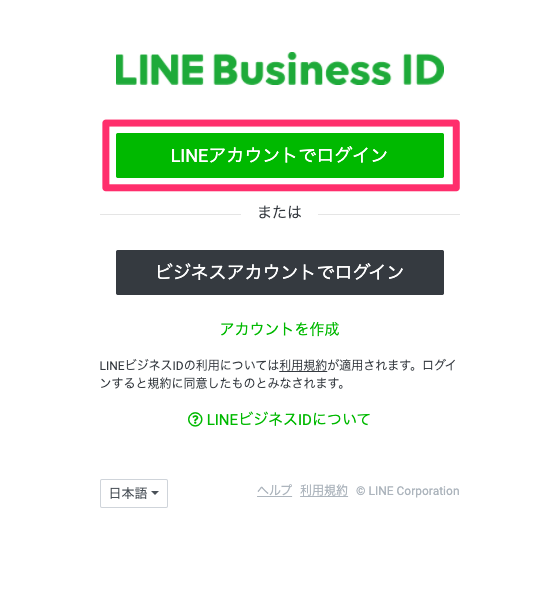 LINE Business ID
LINEアカウントでログイン
または
ビジネスアカウントでログイン
アカウントを作成
LINEビジネスIDの利用については利用規約が適用されます。ログイ
ンすると規約に同意したものとみなされます。
LINEビジネスIDについて
日本語
ヘルプ 利用規約 © LINE Corporation